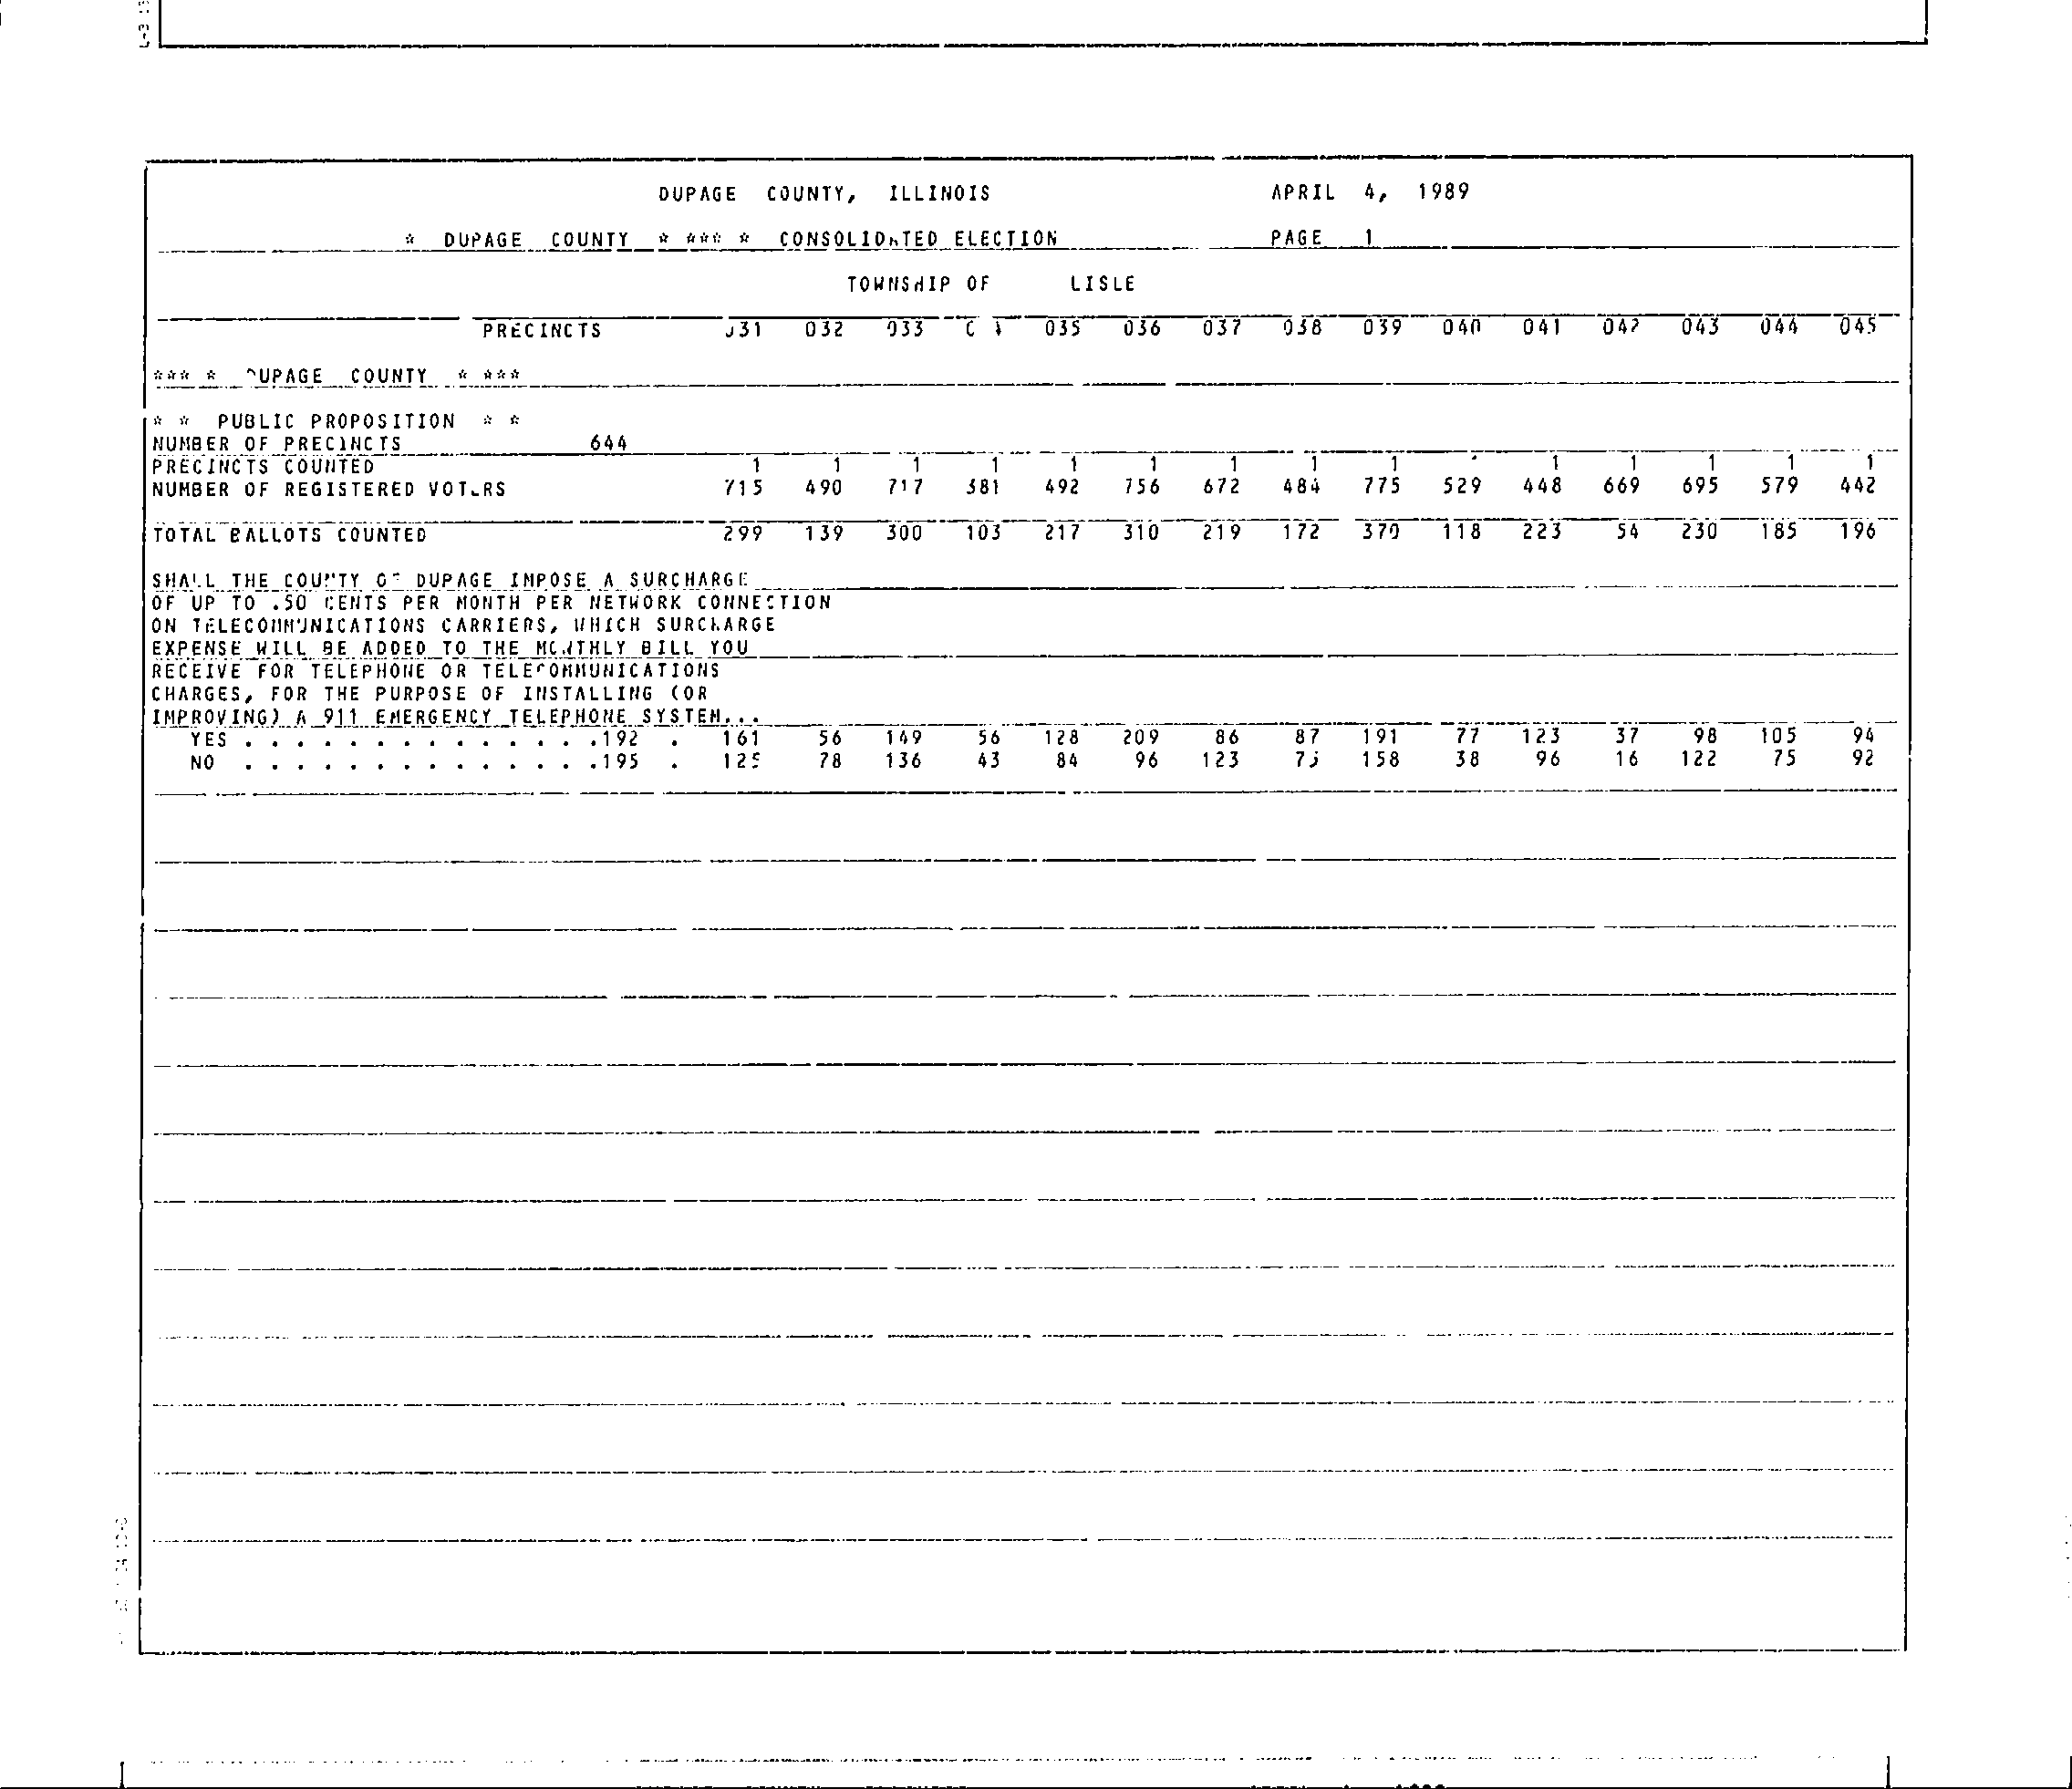 DUPAGE COUNTY, ILLINOIS APRIL 4, 1989
* DUPAGE COUNTY * *** * CONSOLIDATED ELECTION PAGE 1
TOWNSHIP OF LISLE
PRECINCTS 031 032 033 035 036 037 038 039 040 041 042 043 044 045
*** * DUPAGE COUNTY * ***
* * PUBLIC PROPOSITION * *
NUMBER OF PRECINCTS 644
PRECINCTS COUNTED 1 1 1 1 1 1 1 1 1 1 1 1 1 1
NUMBER OF REGISTERED VOTERS 715 490 717 381 492 756 672 484 775 529 448 669 695 579 442
TOTAL BALLOTS COUNTED 299 139 300 103 217 310 219 172 370 118 223 54 230 185 196
SHALL THE COUNTY OF DUPAGE IMPOSE A SURCHARGE
OF UP TO .50 CENTS PER MONTH PER NETWORK CONNECTION
ON TELECOMMUNICATIONS CARRIERS, WHICH SURCHARGE
EXPENSE WILL BE ADDED TO THE MONTHLY BILL YOU
RECEIVE FOR TELEPHONE OR TELECOMMUNICATIONS
CHARGES, FOR THE PURPOSE OF INSTALLING (OR
IMPROVING) A 911 EMERGENCY TELEPHONE SYSTEM...
YES . . . . . . . . . . . . . .192 . 161 56 149 56 128 209 86 87 191 77 123 37 98 105 94
NO . . . . . . . . . . . . . .195 . 78 136 43 84 96 123 158 38 96 16 122 75 92